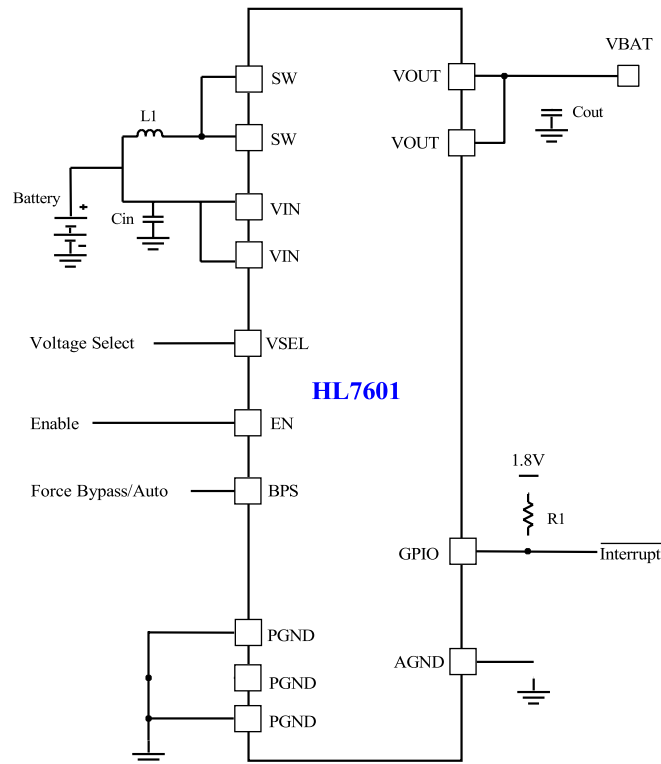 VBAT
SW
VOUT
L1
Cout
SW
VOUT
Battery
+
Cin
VIN
-
VIN
Voltage Select
VSEL
HL7601
Enable
EN
1.8V
Force Bypass/Auto
BPS
R1
GPIO
Interrupt
PGND
AGND
PGND
PGND